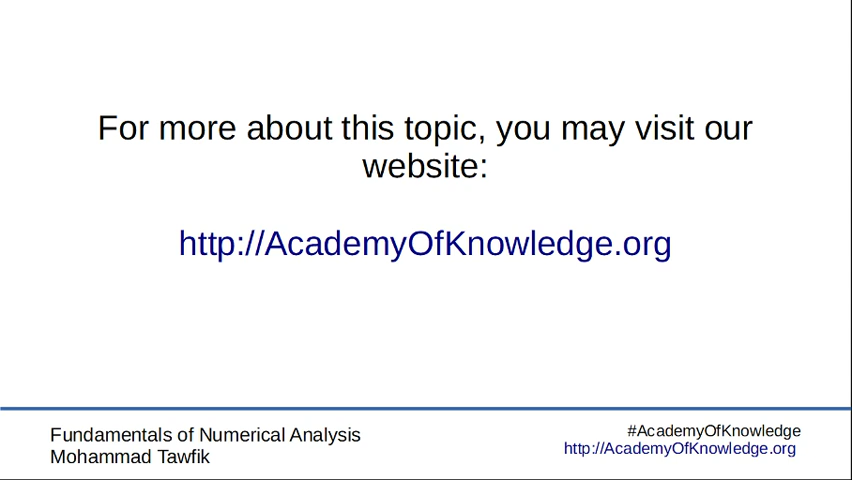 For more about this topic, you may visit our
website:
http://AcademyOfKnowledge.org
Fundamentals of Numerical Analysis
Mohammad Tawfik
#AcademyOfKnowledge
http://AcademyOfKnowledge.org